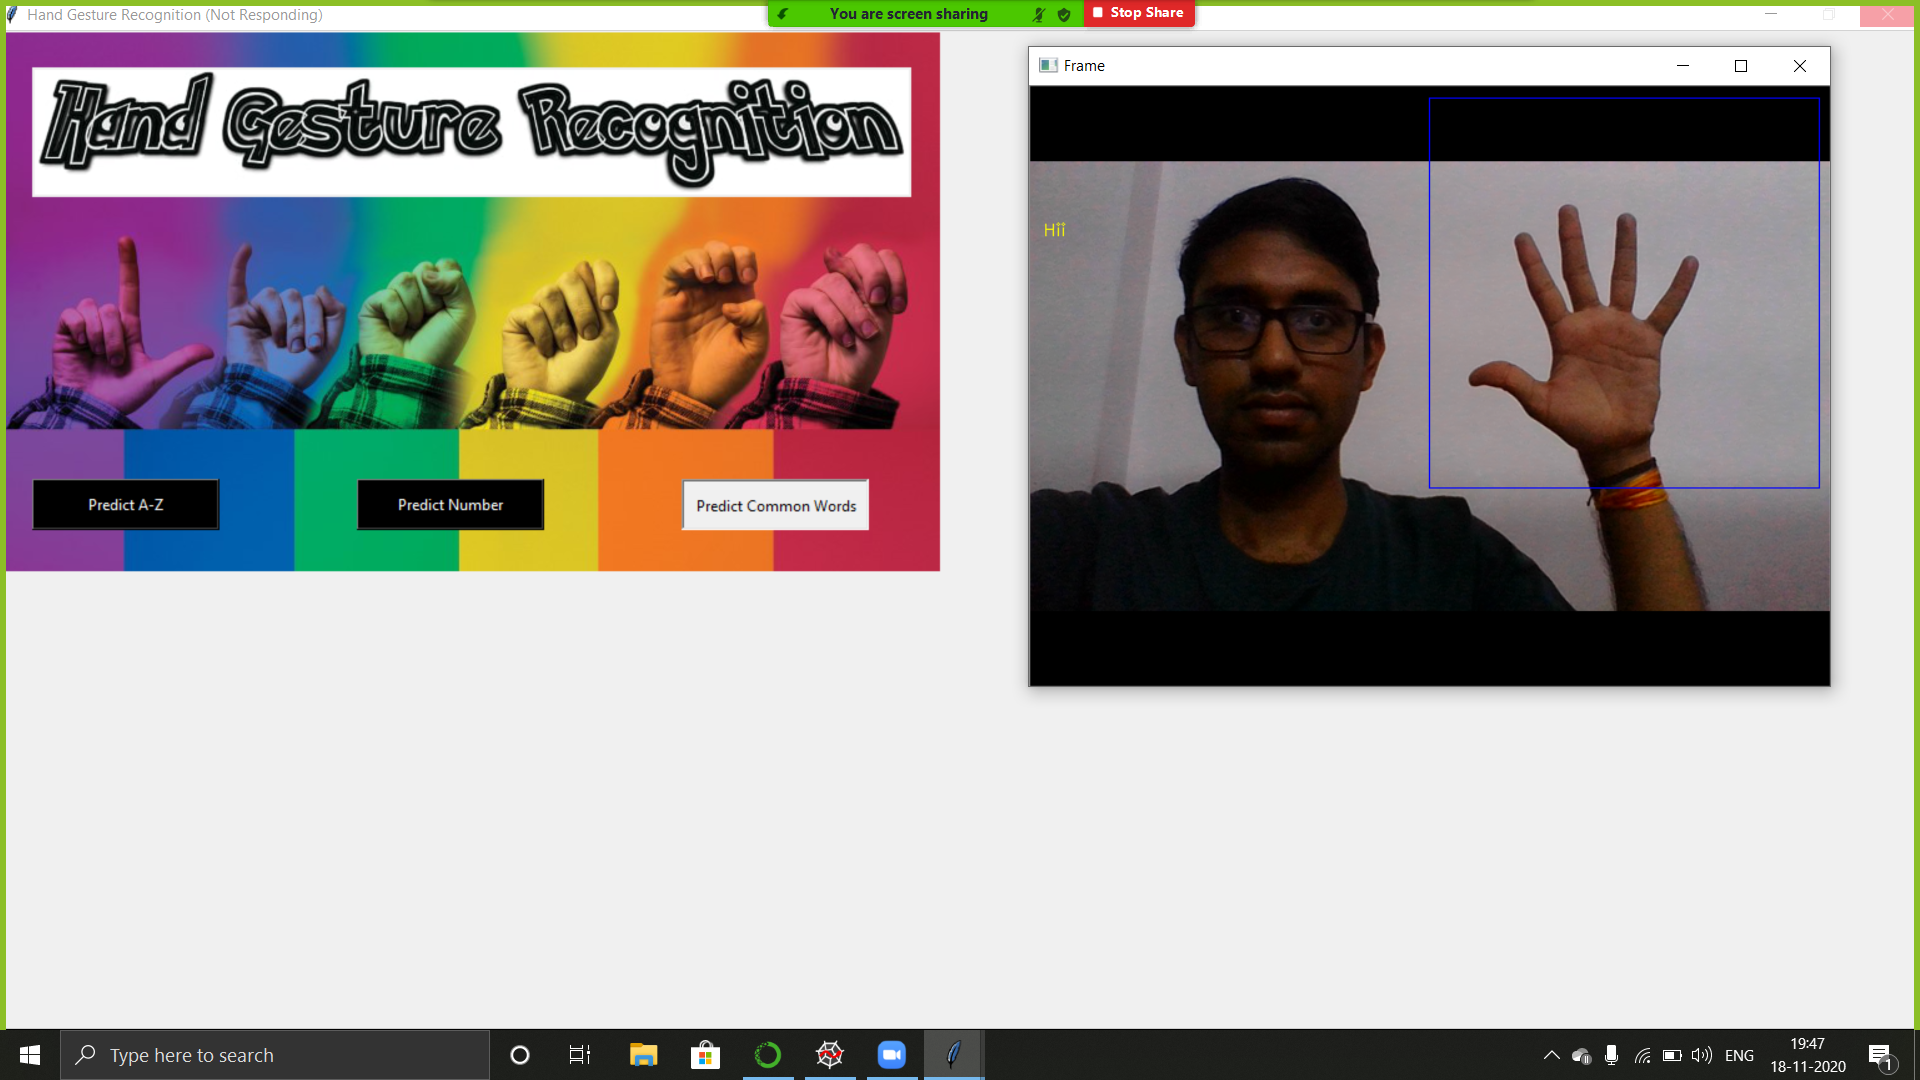 Hand Gesture Recognition (Not Responding)
You are screen sharing
Stop Share
Hand Gesture Recognition
Predict A-Z
Predict Number
Predict Common Words
Frame
Hii
Type here to search
ENG
19:47
18-11-2020
1